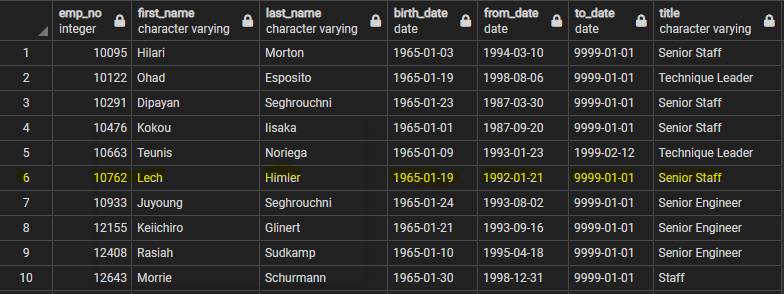 emp_no first_name last_name birth_date from_date to_date title
integer character varying character varying date date date character varying
1 10095 Hilari Morton 1965-01-03 1994-03-10 9999-01-01 Senior Staff
2 10122 Ohad Esposito 1965-01-19 1998-08-06 9999-01-01 Technique Leader
3 10291 Dipayan Seghrouchni 1965-01-23 1987-03-30 9999-01-01 Senior Staff
4 10476 Kokou Iisaka 1965-01-01 1987-09-20 9999-01-01 Senior Staff
5 10663 Teunis Noriega 1965-01-09 1993-01-23 1999-02-12 Technique Leader
6 10762 Lech Himler 1965-01-19 1992-01-21 9999-01-01 Senior Staff
7 10933 Juyoung Seghrouchni 1965-01-24 1993-08-02 9999-01-01 Senior Engineer
8 12155 Keiichiro Glinert 1965-01-21 1993-09-16 9999-01-01 Senior Engineer
9 12408 Rasiah Sudkamp 1965-01-10 1995-04-18 9999-01-01 Senior Engineer
10 12643 Morrie Schurmann 1965-01-30 1998-12-31 9999-01-01 Staff